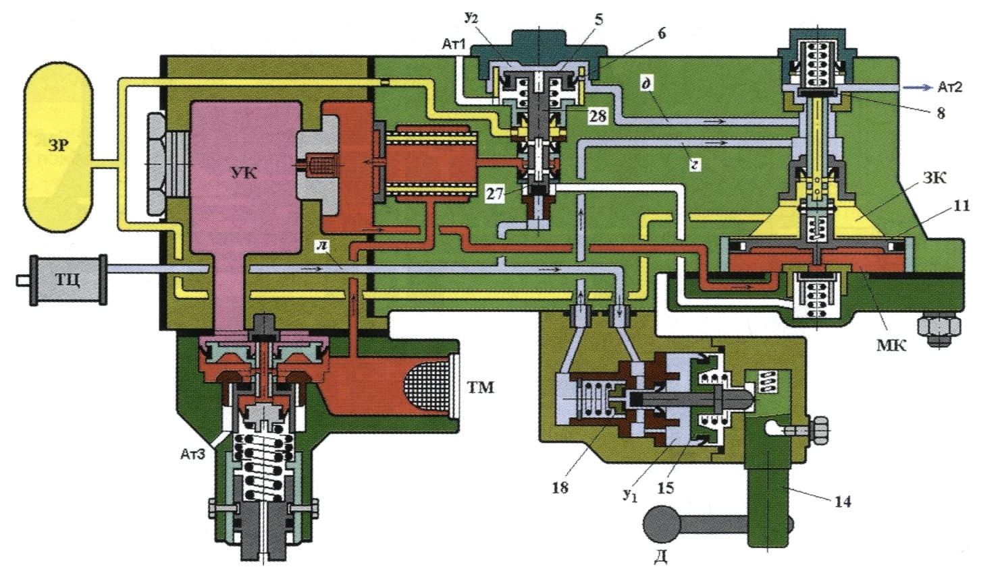 У2
5
6
Ат1
д
Ат2
ЗР
28
8
УК
г
27
ЗК
11
л
ТЦ
МК
ТМ
Ат3
18
У1
15
14
Д